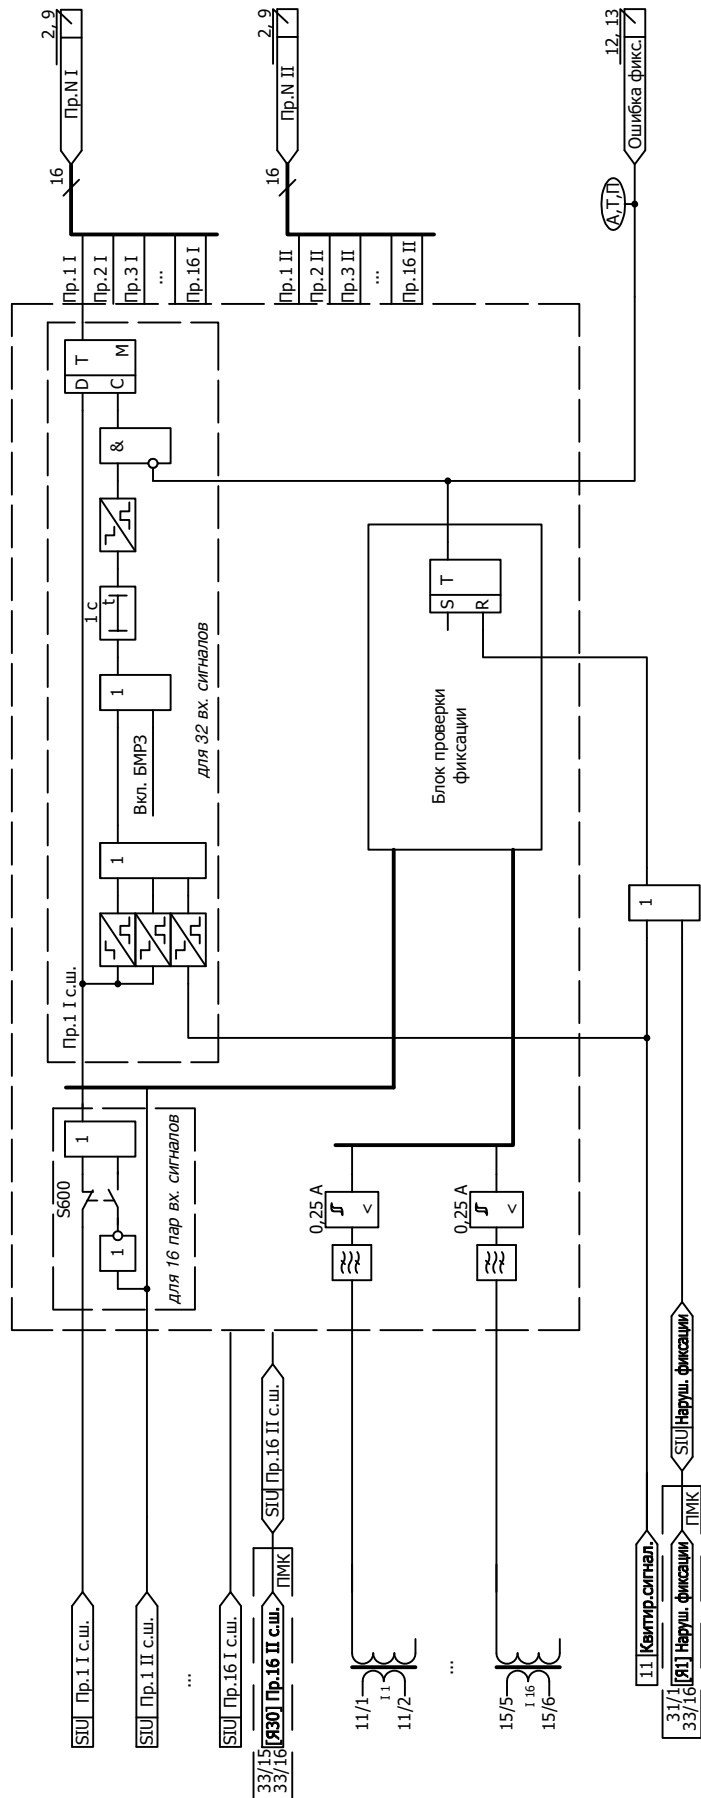 2, 9
Пр.N I
16
2, 9
Пр.N II
16
12, 13
Ошибка фикс.
А,Т,П
Пр.1 I
Пр.2 I
Пр.3 I
...
Пр.16 I
Пр.1 II
Пр.2 II
Пр.3 II
...
Пр.16 II
D
T
M
C
&
1 с
t
1
Вкл. БМРЗ
для 32 вх. сигналов
1
Пр.1 I с.ш.
S
T
R
Блок проверки
фиксации
1
S600
1
1
для 16 пар вх. сигналов
0,25 А
<
0,25 А
<
SIU Пр.1 I с.ш.
SIU Пр.1 II с.ш.
...
SIU Пр.16 I с.ш.
33/15
33/16
[Я30] Пр.16 II с.ш.
ПМК
SIU Пр.16 II с.ш.
11/1
I 1
11/2
...
15/5
I 16
15/6
11 Квитир.сигнал.
31/1
33/16
[Я1] Наруш. фиксации
ПМК
SIU Наруш. фиксации